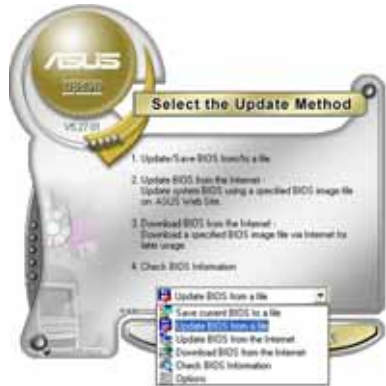 ASUS
Update
V5.27.01
Select the Update Method
1. Update/Save BIOS from/to a file
2. Update BIOS from the Internet :
Update system BIOS using a specified BIOS image file
on ASUS Web Site.
3. Download BIOS from the Internet :
Download a specified BIOS image file via Internet for
later usage.
4. Check BIOS Information
Update BIOS from a file
Save current BIOS to a file
Update BIOS from a file
Update BIOS from the Internet
Download BIOS from the Internet
Check BIOS Information
Options